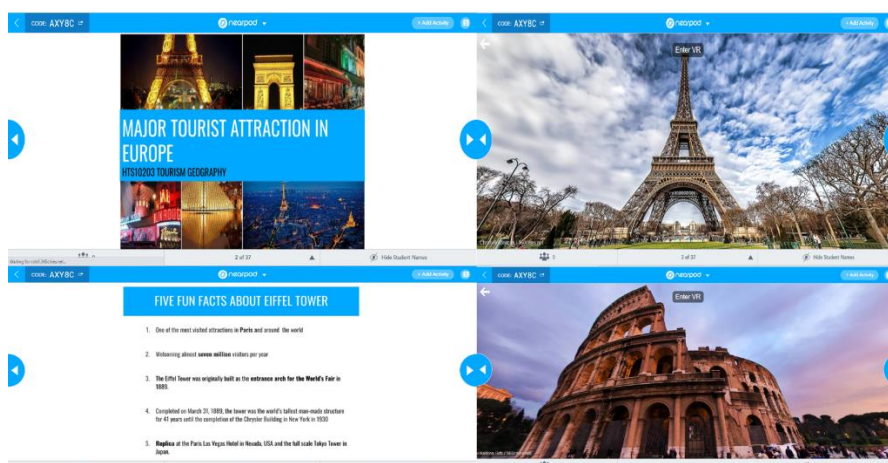 CODE: AXY8C
nearpod
+ Add Activity
MAJOR TOURIST ATTRACTION IN
EUROPE
HTS10203 TOURISM GEOGRAPHY
2 of 37
Hide Student Names
CODE: AXY8C
nearpod
+ Add Activity
Enter VR
3 of 37
Hide Student Names
CODE: AXY8C
nearpod
+ Add Activity
FIVE FUN FACTS ABOUT EIFFEL TOWER
1. One of the most visited attractions in Paris and around the world
2. Welcoming almost seven million visitors per year
3. The Eiffel Tower was originally built as the entrance arch for the World's Fair in
1889.
4. Completed on March 31, 1889, the tower was the world's tallest man-made structure
for 41 years until the completion of the Chrysler Building in New York in 1930
5. Replica at the Paris Las Vegas Hotel in Nevada, USA and the full scale Tokyo Tower in
Japan.
CODE: AXY8C
nearpod
+ Add Activity
Enter VR